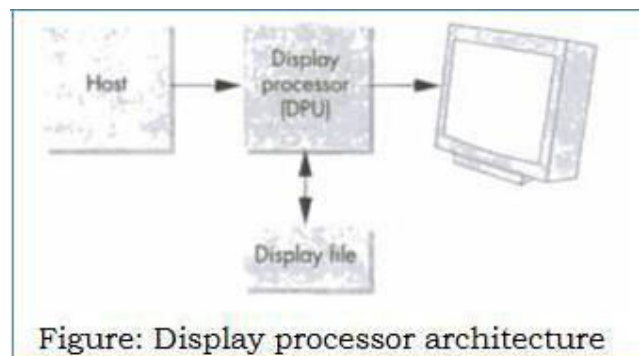 Host
Display
processor
(DPU)
Display file
Figure: Display processor architecture